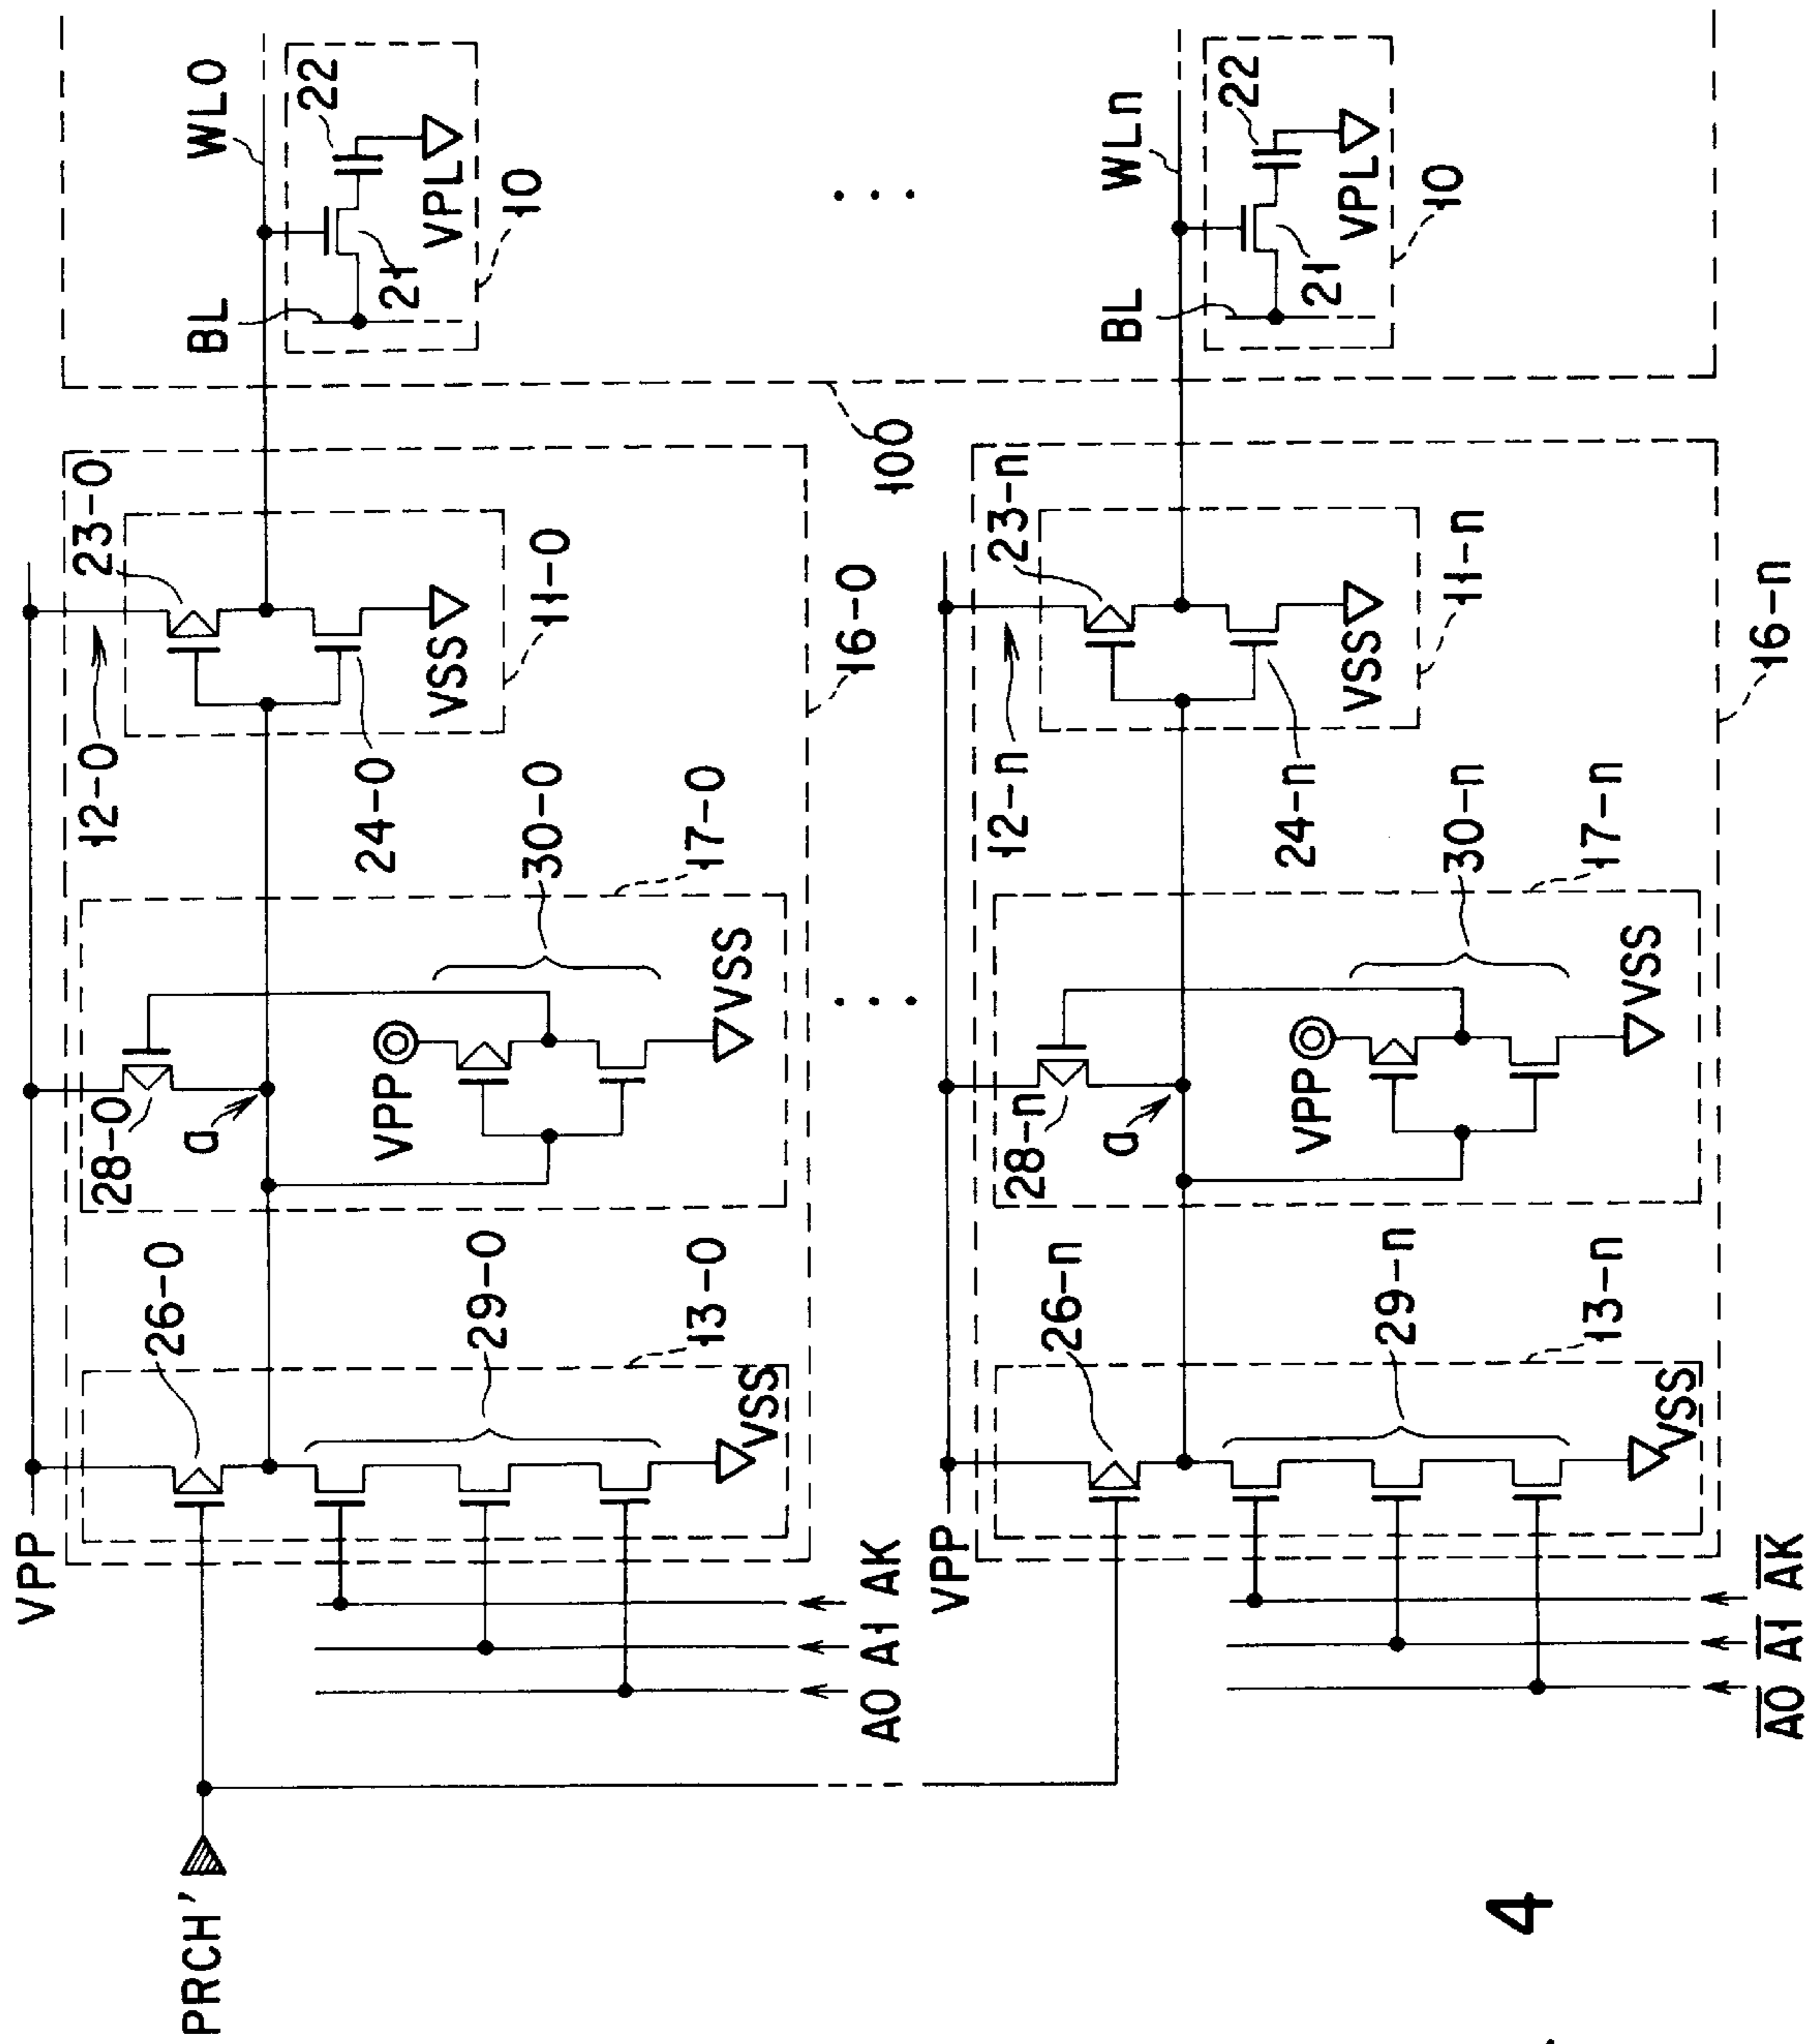 PRCH'
VPP
26-0
29-0
13-0
VSS
A0 A1 AK
28-0
a
VPP
VSS
30-0
17-0
12-0
23-0
24-0
VSS
11-0
16-0
100
WL0
BL
21
22
VPL
10
VPP
26-n
29-n
13-n
VSS
A̅0̅ A̅1̅ A̅K̅
28-n
a
VPP
VSS
30-n
17-n
12-n
23-n
24-n
VSS
11-n
16-n
WLn
BL
21
22
VPL
10
4